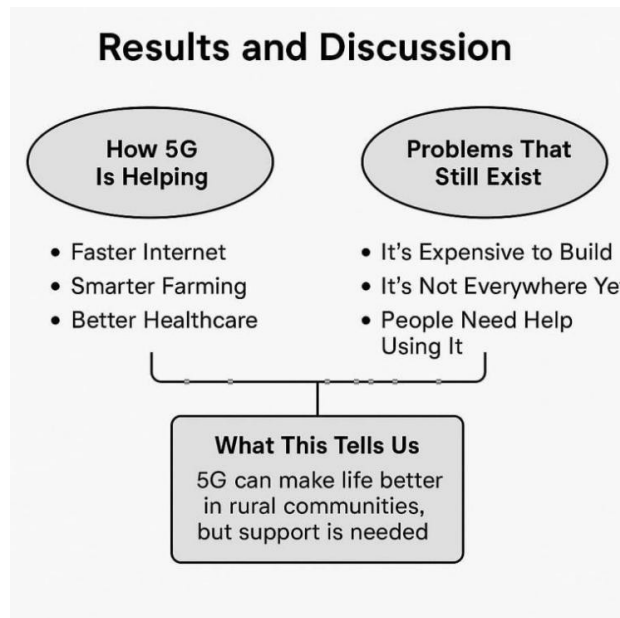 Results and Discussion
How 5G
Is Helping
• Faster Internet
• Smarter Farming
• Better Healthcare
Problems That
Still Exist
• It's Expensive to Build
• It's Not Everywhere Ye
• People Need Help
Using It
What This Tells Us
5G can make life better
in rural communities,
but support is needed